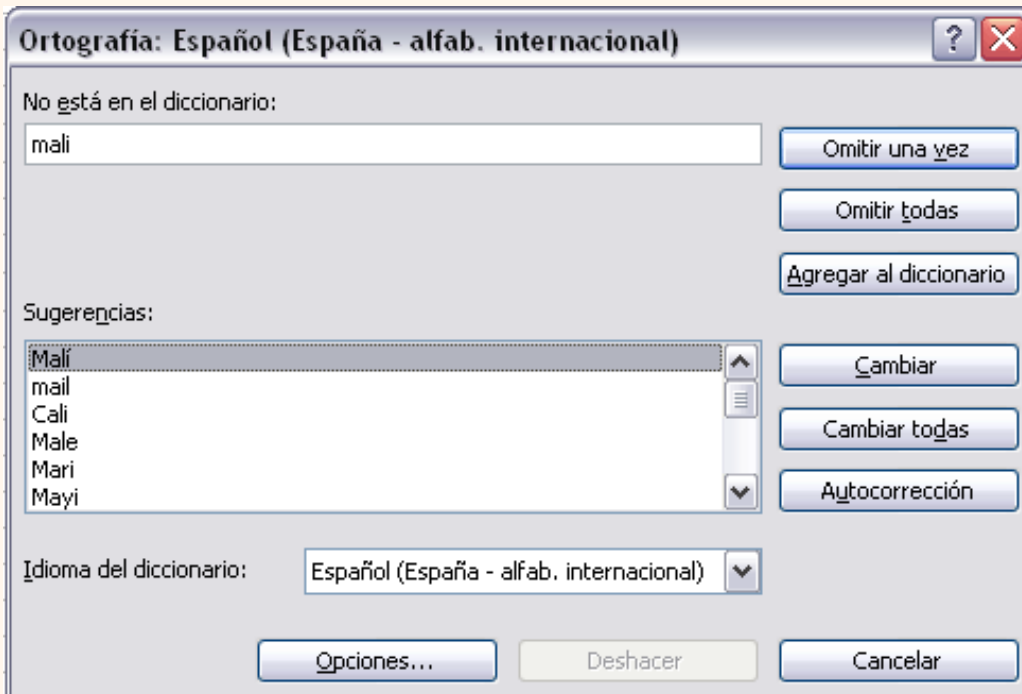 Ortografía: Español (España - alfab. internacional)
No está en el diccionario:
mali
Omitir una vez
Omitir todas
Agregar al diccionario
Sugerencias:
Malí
mail
Cali
Male
Mari
Mayi
Cambiar
Cambiar todas
Autocorrección
Idioma del diccionario:
Español (España - alfab. internacional)
Opciones...
Deshacer
Cancelar